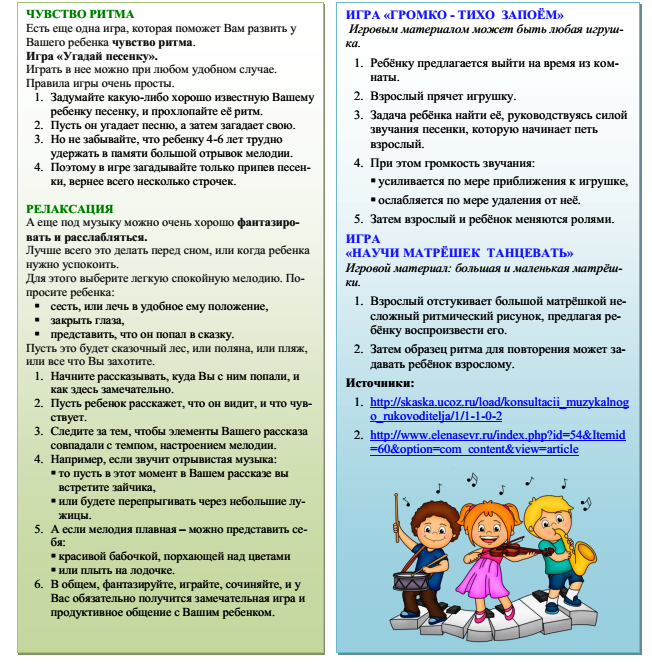 ЧУВСТВО РИТМА
Есть еще одна игра, которая поможет Вам развить у
Вашего ребенка чувство ритма.
Игра «Угадай песенку».
Играть в нее можно при любом удобном случае.
Правила игры очень просты.
1. Задумайте какую-либо хорошо известную Вашему
ребенку песенку, и прохлопайте её ритм.
2. Пусть он угадает песню, а затем загадает свою.
3. Но не забывайте, что ребенку 4-6 лет трудно
удержать в памяти большой отрывок мелодии.
4. Поэтому в игре загадывайте только припев песен-
ки, вернее всего несколько строчек.
РЕЛАКСАЦИЯ
А еще под музыку можно очень хорошо фантазиро-
вать и расслабляться.
Лучше всего это делать перед сном, или когда ребенка
нужно успокоить.
Для этого выберите легкую спокойную мелодию. По-
просите ребенка:
▪ сесть, или лечь в удобное ему положение,
▪ закрыть глаза,
▪ представить, что он попал в сказку.
Пусть это будет сказочный лес, или поляна, или пляж,
или все что Вы захотите.
1. Начните рассказывать, куда Вы с ним попали, и
как здесь замечательно.
2. Пусть ребенок расскажет, что он видит, и что чув-
ствует.
3. Следите за тем, чтобы элементы Вашего рассказа
совпадали с темпом, настроением мелодии.
4. Например, если звучит отрывистая музыка:
▪ то пусть в этот момент в Вашем рассказе вы
встретите зайчика,
▪ или будете перепрыгивать через небольшие лу-
жицы.
5. А если мелодия плавная – можно представить се-
бя:
▪ красивой бабочкой, порхающей над цветами
▪ или плыть на лодочке.
6. В общем, фантазируйте, играйте, сочиняйте, и у
Вас обязательно получится замечательная игра и
продуктивное общение с Вашим ребенком.
ИГРА «ГРОМКО - ТИХО ЗАПОЁМ»
Игровым материалом может быть любая игруш-
ка.
1. Ребёнку предлагается выйти на время из ком-
наты.
2. Взрослый прячет игрушку.
3. Задача ребёнка найти её, руководствуясь силой
звучания песенки, которую начинает петь
взрослый.
4. При этом громкость звучания:
▪ усиливается по мере приближения к игрушке,
▪ ослабляется по мере удаления от неё.
5. Затем взрослый и ребёнок меняются ролями.
ИГРА
«НАУЧИ МАТРЁШЕК ТАНЦЕВАТЬ»
Игровой материал: большая и маленькая матрёш-
ки.
1. Взрослый отстукивает большой матрёшкой не-
сложный ритмический рисунок, предлагая ре-
бёнку воспроизвести его.
2. Затем образец ритма для повторения может за-
давать ребёнок взрослому.
Источники:
1. http://skaska.ucoz.ru/load/konsultacii_muzykalnog
o_rukovoditelja/1/1-1-0-2
2. http://www.elenasevr.ru/index.php?id=54&Itemid
=60&option=com_content&view=article